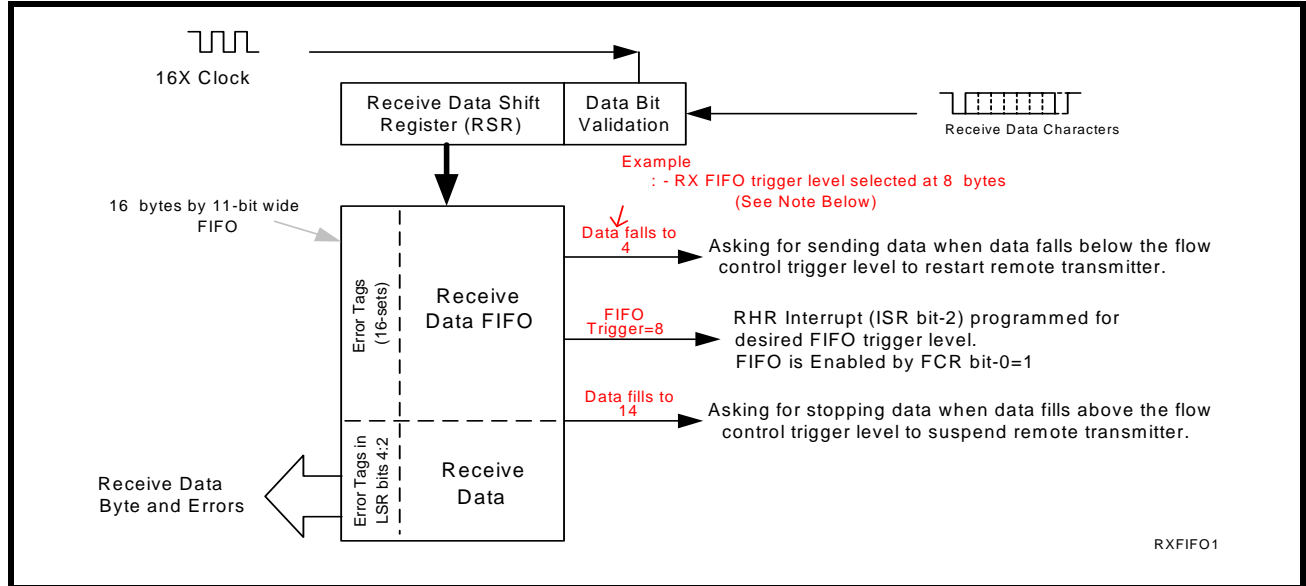 16X Clock
Receive Data Shift
Register (RSR)
Data Bit
Validation
Receive Data Characters
Example
: - RX FIFO trigger level selected at 8 bytes
(See Note Below)
16 bytes by 11-bit wide
FIFO
Data falls to
4
Asking for sending data when data falls below the flow
control trigger level to restart remote transmitter.
Error Tags
(16-sets)
Receive
Data FIFO
FIFO
Trigger=8
RHR Interrupt (ISR bit-2) programmed for
desired FIFO trigger level.
FIFO is Enabled by FCR bit-0=1
Data fills to
14
Asking for stopping data when data fills above the flow
control trigger level to suspend remote transmitter.
Error Tags in
LSR bits 4:2
Receive
Data
Receive Data
Byte and Errors
RXFIFO1